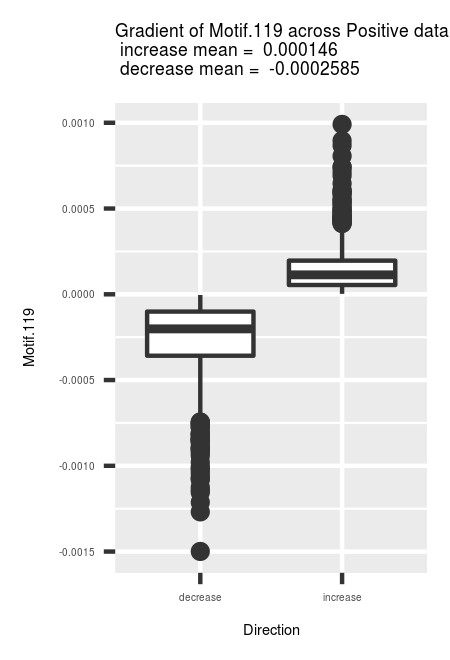 Gradient of Motif.119 across Positive data
increase mean =  0.000146
decrease mean =  -0.0002585
0.0010
0.0005
0.0000
-0.0005
-0.0010
-0.0015
Motif.119
decrease
increase
Direction